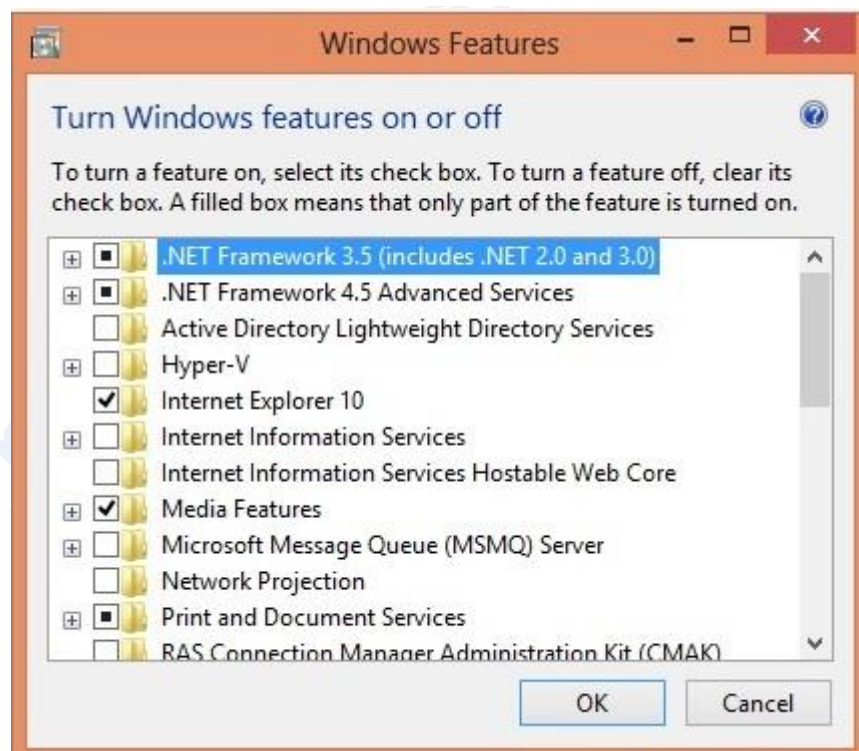 Windows Features
Turn Windows features on or off
To turn a feature on, select its check box. To turn a feature off, clear its
check box. A filled box means that only part of the feature is turned on.
.NET Framework 3.5 (includes .NET 2.0 and 3.0)
.NET Framework 4.5 Advanced Services
Active Directory Lightweight Directory Services
Hyper-V
Internet Explorer 10
Internet Information Services
Internet Information Services Hostable Web Core
Media Features
Microsoft Message Queue (MSMQ) Server
Network Projection
Print and Document Services
RAS Connection Manager Administration Kit (CMAK)
OK Cancel